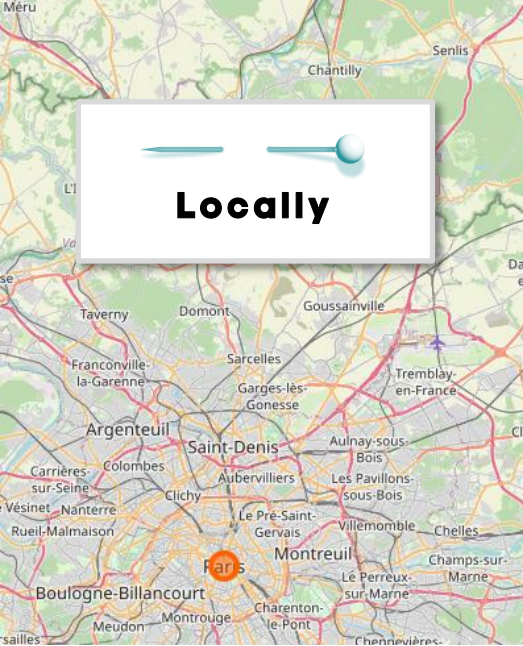 Méru
Senlis
Chantilly
Locally
Taverny
Domont
Goussainville
Sarcelles
Franconville-
la-Garenne
Tremblay-
en-France
Garges-lès-
Gonesse
Argenteuil
Saint-Denis
Aulnay-sous-
Bois
Carrières-
sur-Seine
Colombes
Aubervilliers
Les Pavillons-
sous-Bois
Clichy
Vésinet
Nanterre
Le Pré-Saint-
Gervais
Villemomble
Rueil-Malmaison
Chelles
Montreuil
Paris
Champs-sur-
Marne
Le Perreux-
sur-Marne
Boulogne-Billancourt
Charenton-
le-Pont
Montrouge
Meudon
Chennevières-